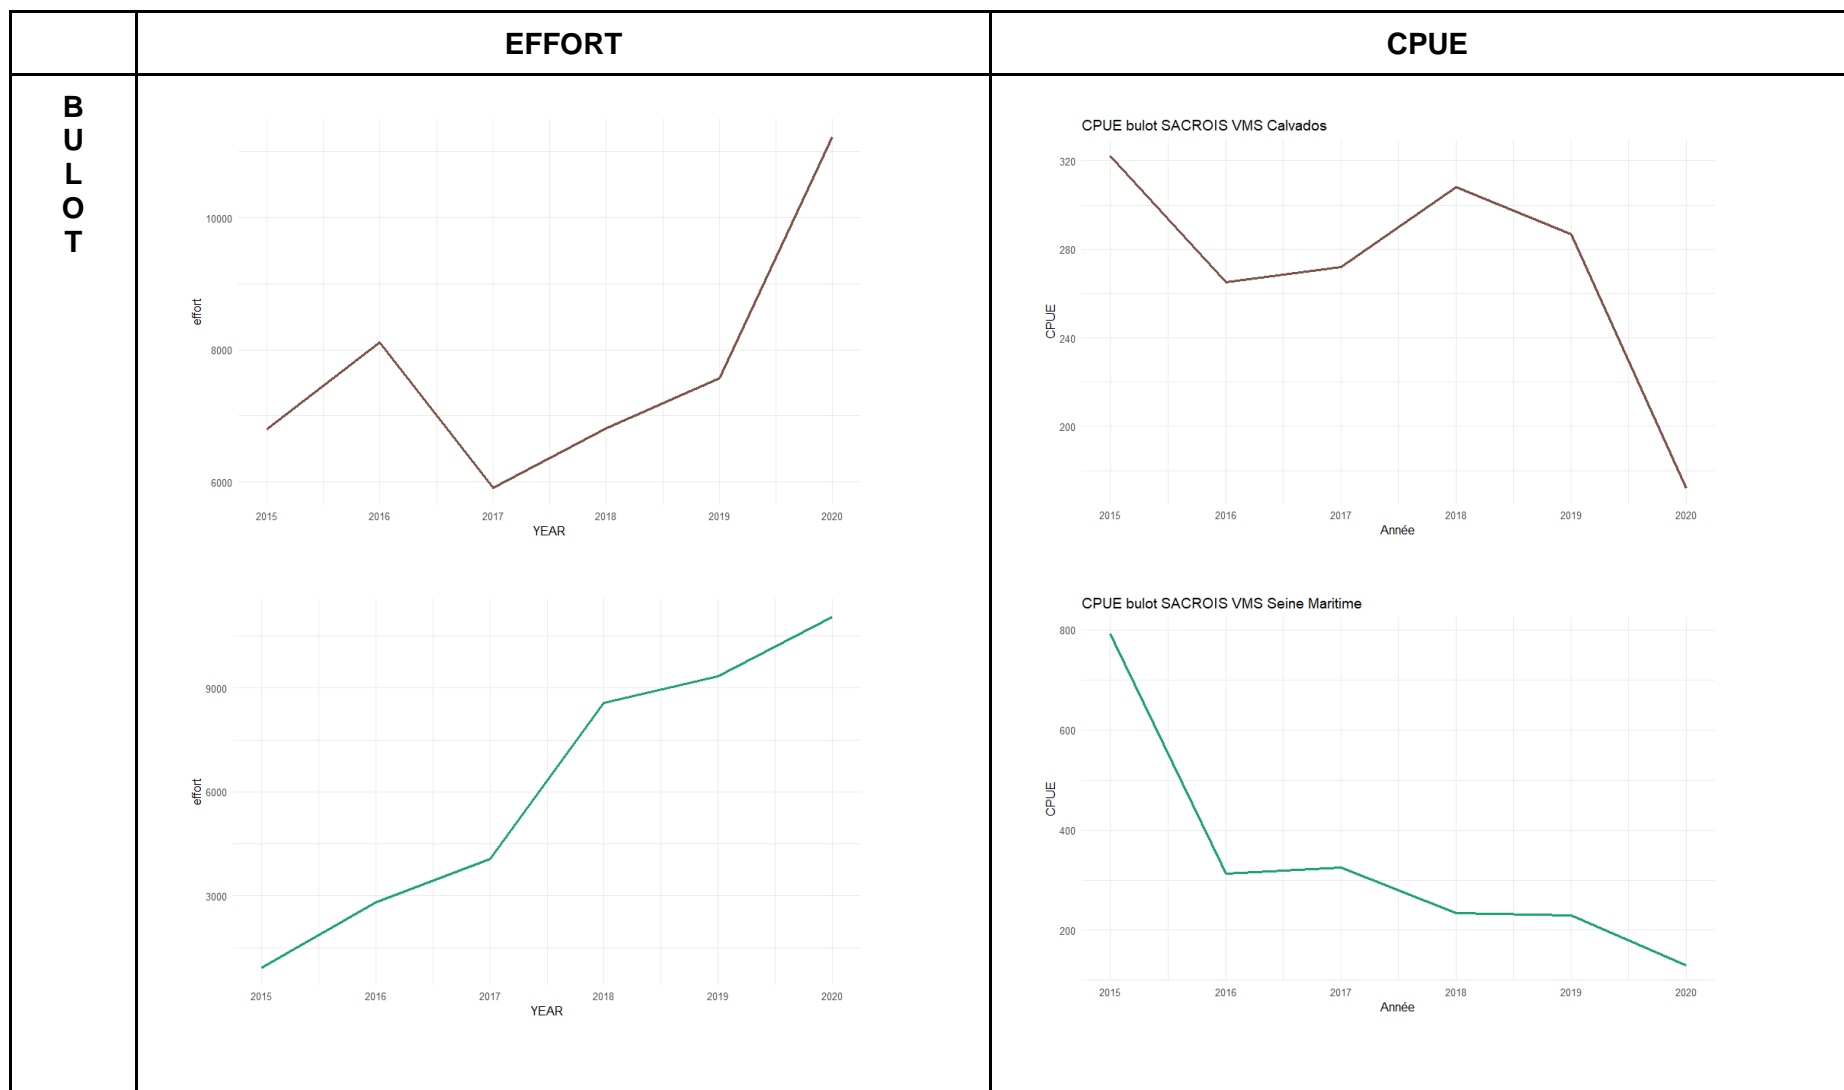 EFFORT
CPUE
B
U
L
O
T
10000
8000
6000
effort
2015 2016 2017 2018 2019 2020
YEAR
CPUE bulot SACROIS VMS Calvados
320
280
240
200
CPUE
2015 2016 2017 2018 2019 2020
Année
9000
6000
3000
effort
2015 2016 2017 2018 2019 2020
YEAR
CPUE bulot SACROIS VMS Seine Maritime
800
600
400
200
CPUE
2015 2016 2017 2018 2019 2020
Année